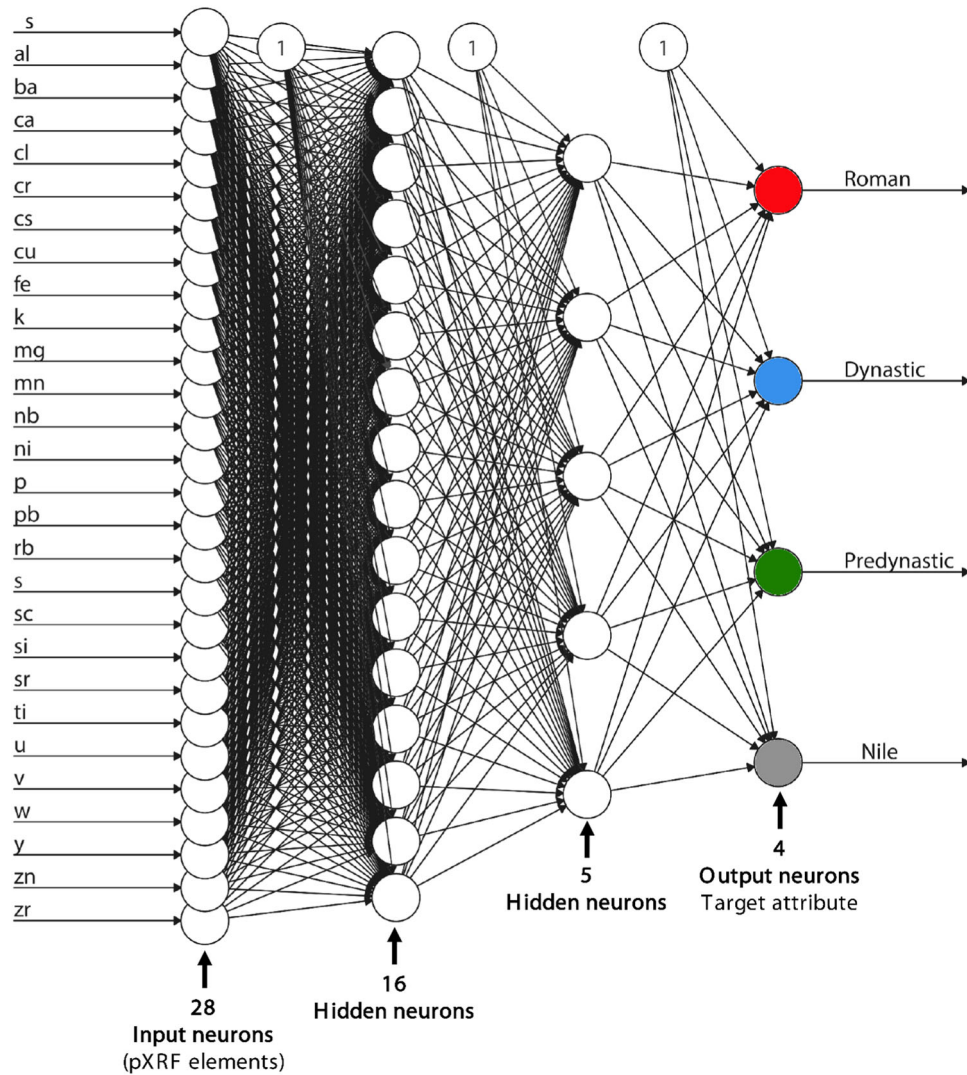 s
al
ba
ca
cl
cr
cs
cu
fe
k
mg
mn
nb
ni
p
pb
rb
s
sc
si
sr
ti
u
v
w
y
zn
zr
1
1
1
Roman
Dynastic
Predynastic
Nile
28
Input neurons
(pXRF elements)
16
Hidden neurons
5
Hidden neurons
4
Output neurons
Target attribute